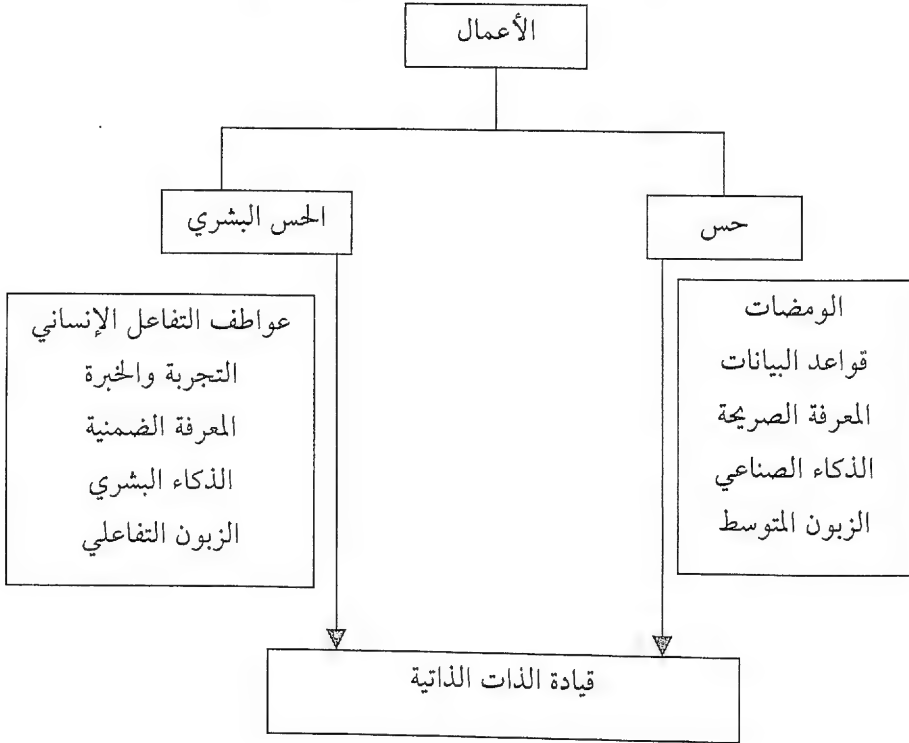 الأعمال
حس
الحس البشري
الومضات
قواعد البيانات
المعرفة الصريحة
الذكاء الصناعي
الزبون المتوسط
عواطف التفاعل الإنساني
التجربة والخبرة
المعرفة الضمنية
الذكاء البشري
الزبون التفاعلي
قيادة الذات الذاتية